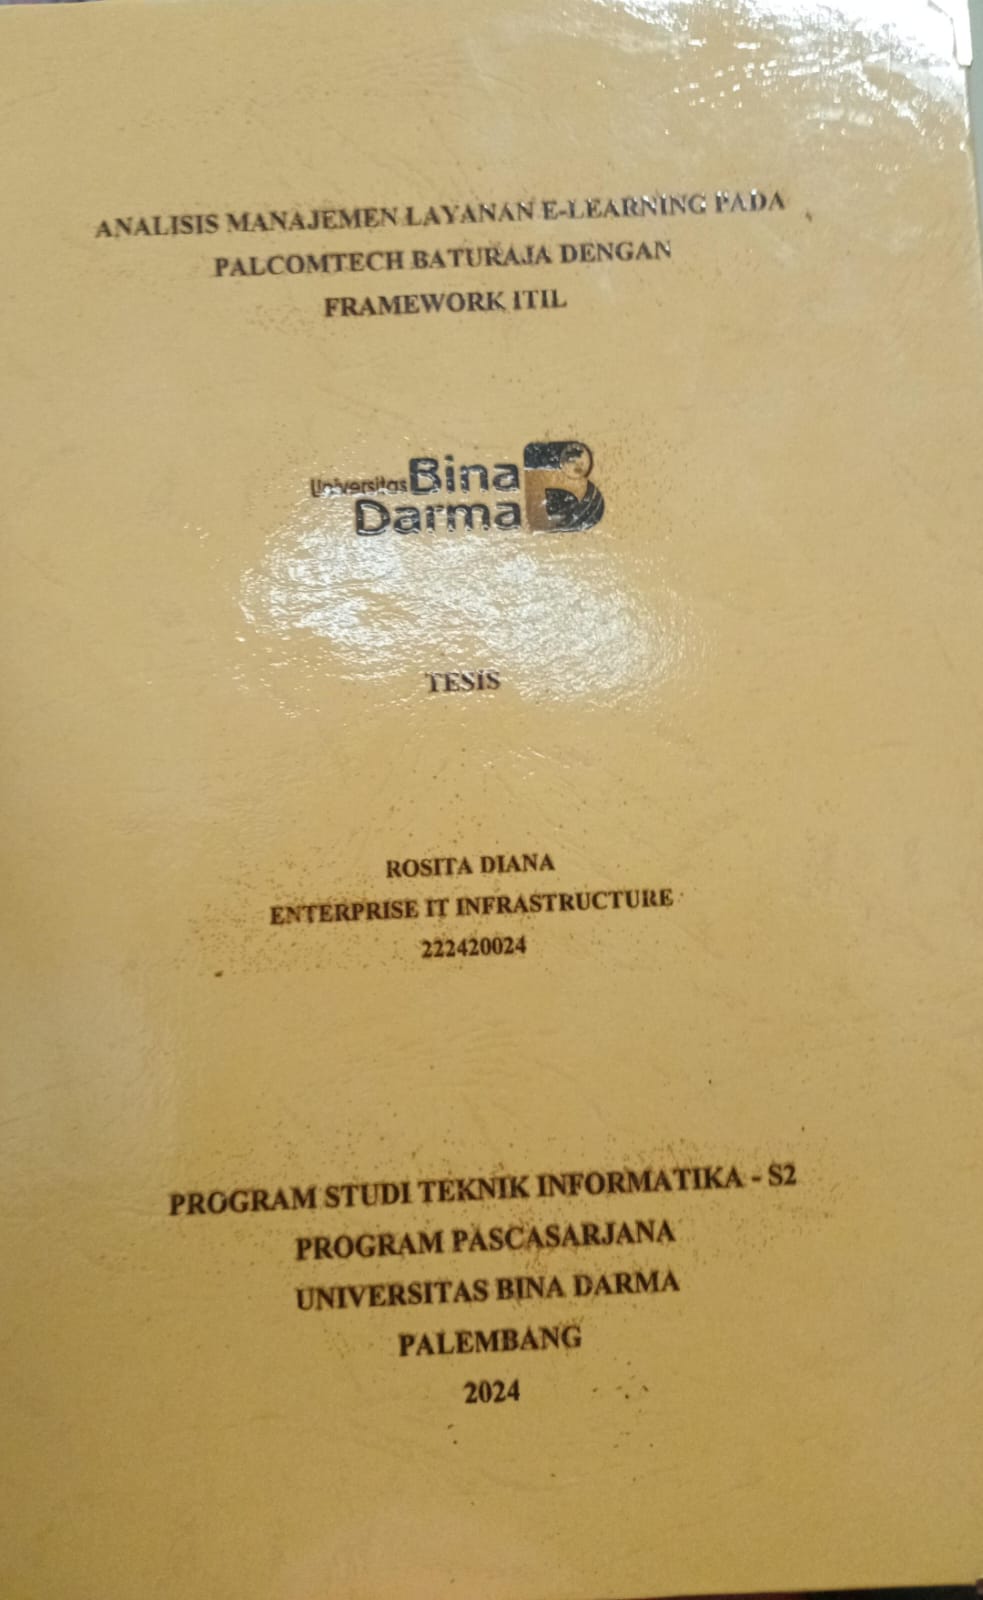 ANALISIS MANAJEMEN LAYANAN E-LEARNING PADA
PALCOMTECH BATURAJA DENGAN
FRAMEWORK ITIL
Universitas Bina
Darma
TESIS
ROSITA DIANA
ENTERPRISE IT INFRASTRUCTURE
222420024
PROGRAM STUDI TEKNIK INFORMATIKA - S2
PROGRAM PASCASARJANA
UNIVERSITAS BINA DARMA
PALEMBANG
2024